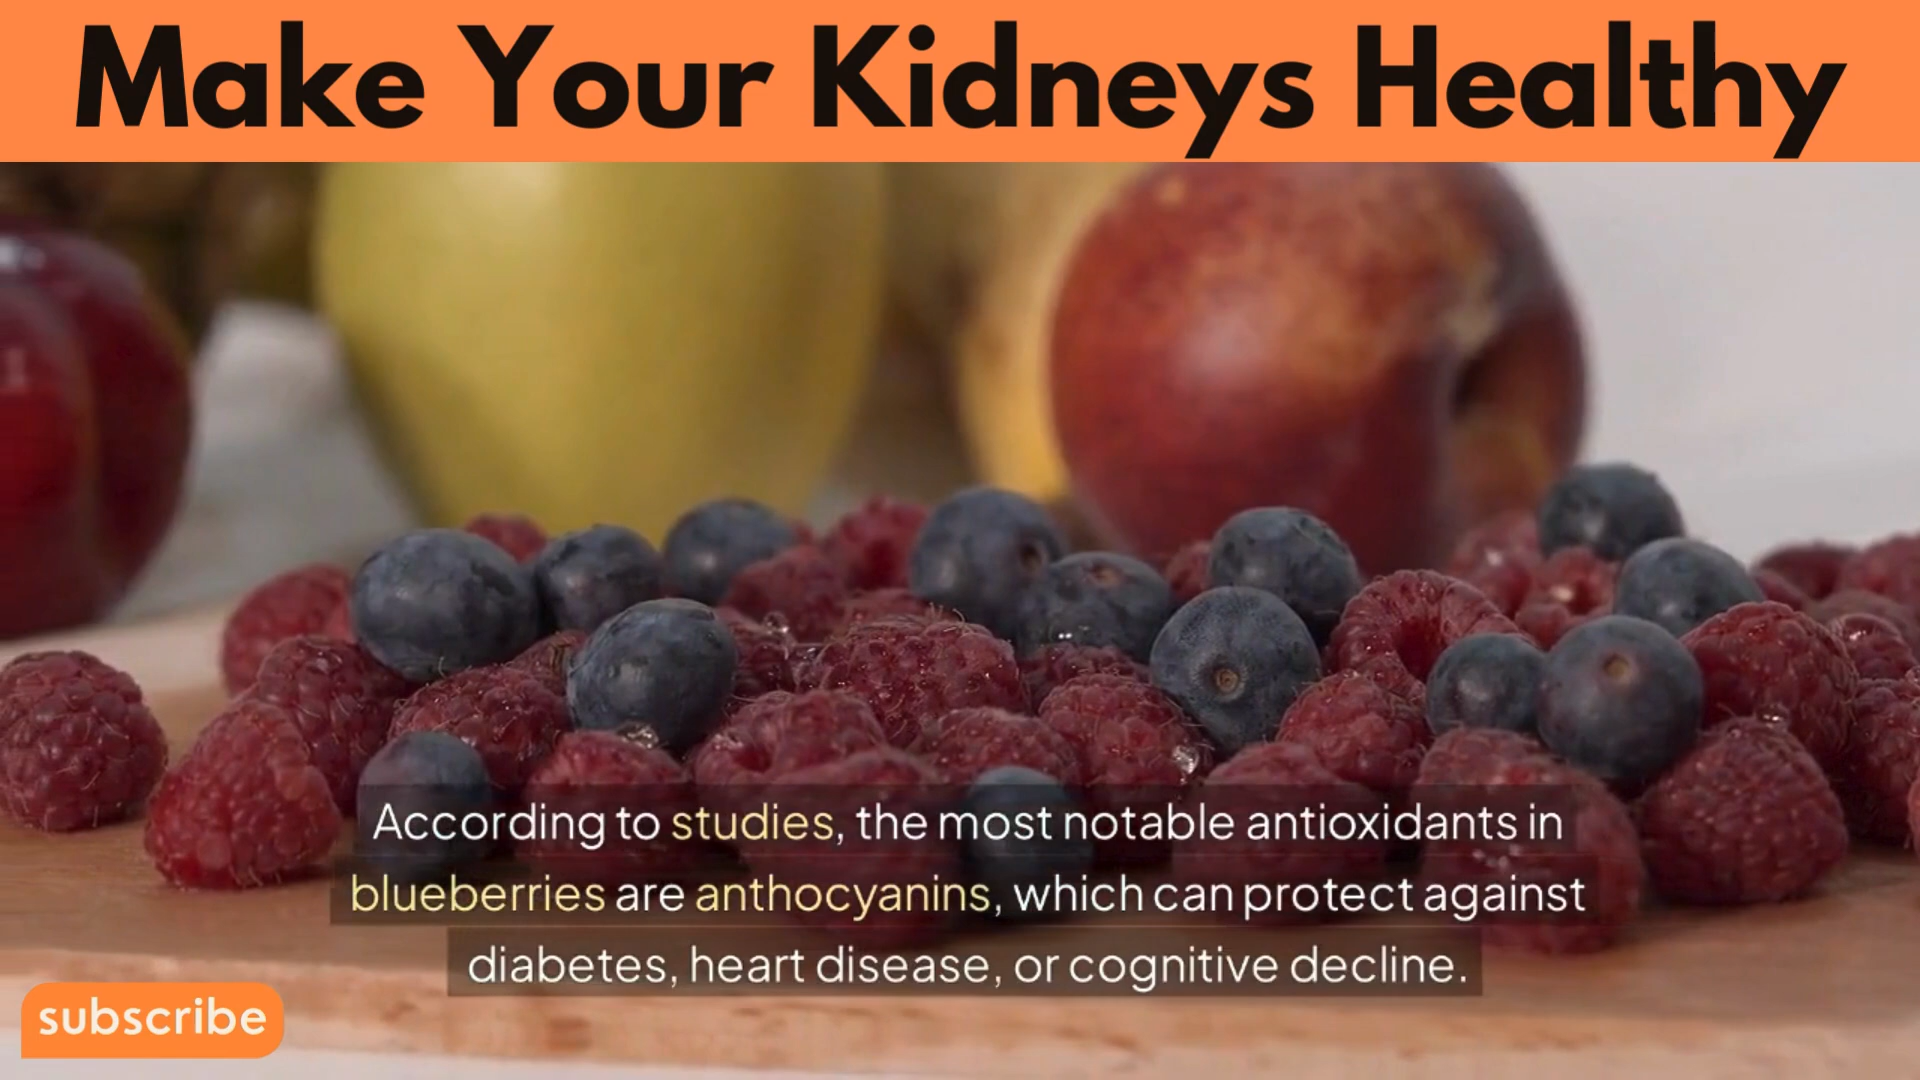 Make Your Kidneys Healthy
According to studies, the most notable antioxidants in
blueberries are anthocyanins, which can protect against
diabetes, heart disease, or cognitive decline.
subscribe